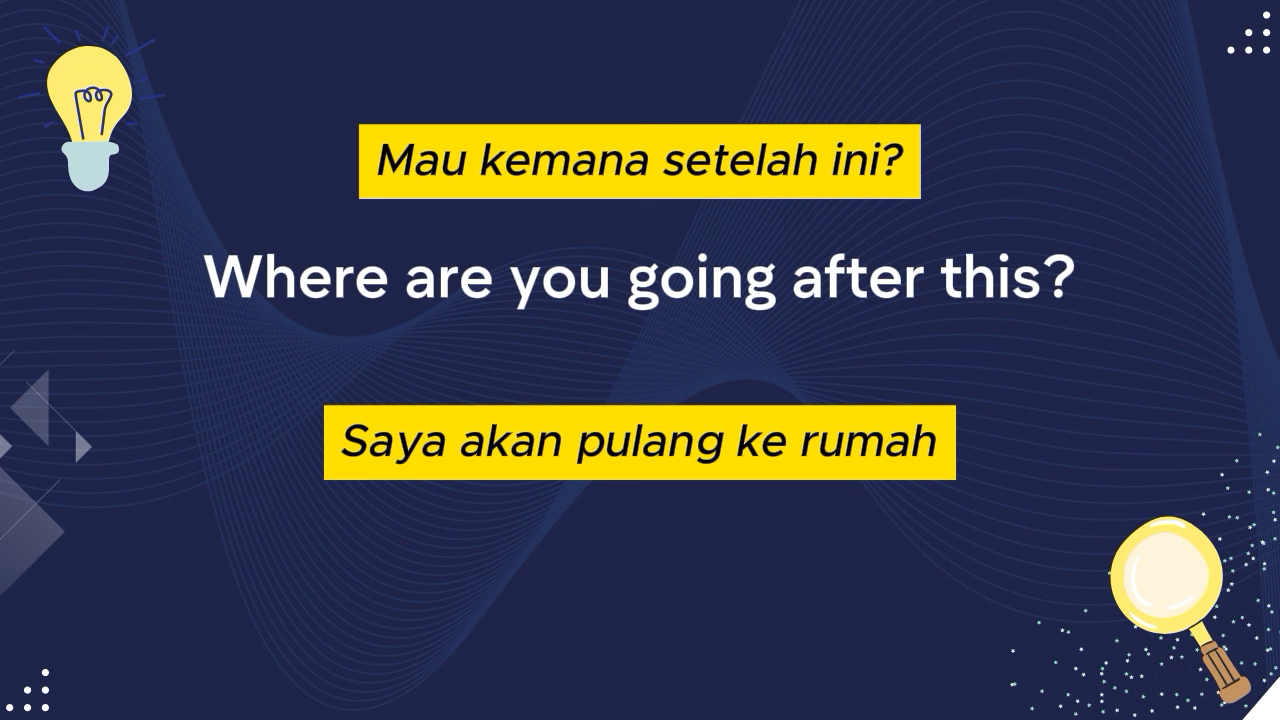 Mau kemana setelah ini?
Where are you going after this?
Saya akan pulang ke rumah